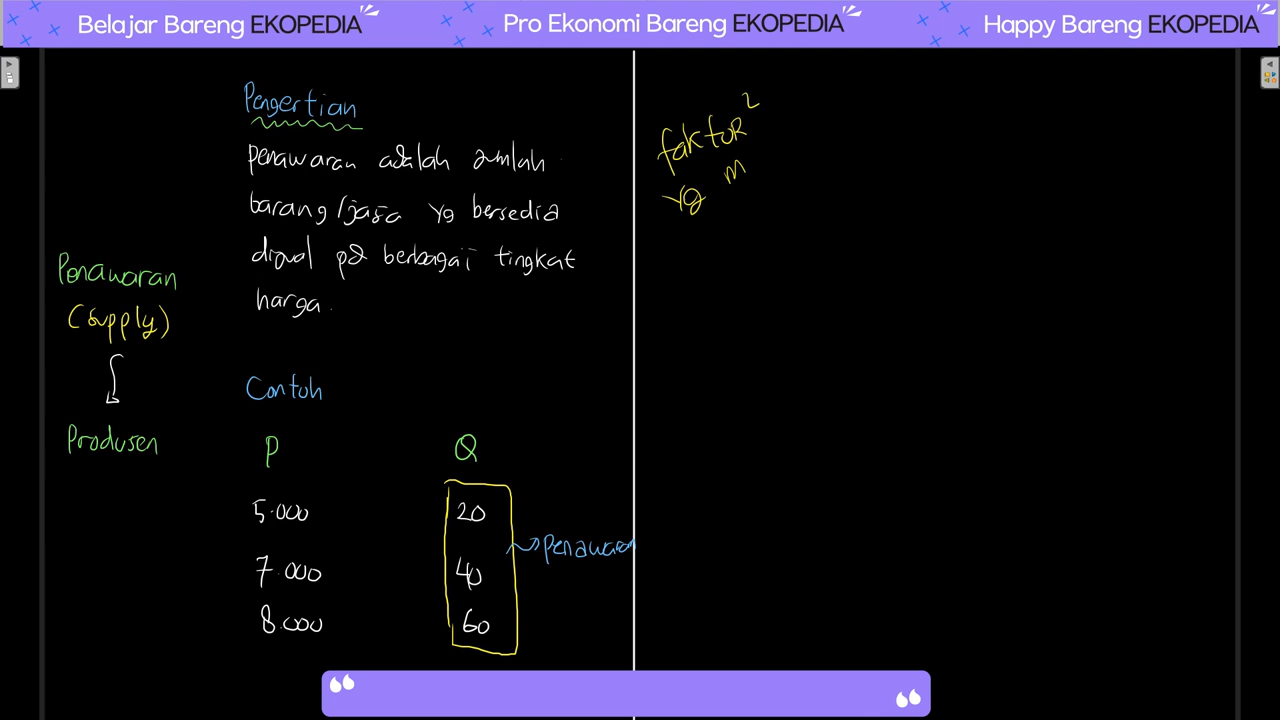 Belajar Bareng EKOPEDIA
Pro Ekonomi Bareng EKOPEDIA
Happy Bareng EKOPEDIA
Penawaran
(Supply)
Produsen
Pengertian
penawaran adalah jumlah
barang/jasa yg bersedia
dijual pd berbagai tingkat
harga.
Contoh
P Q
5.000 20
7.000 40
8.000 60
Penawaran
faktor2
yg m